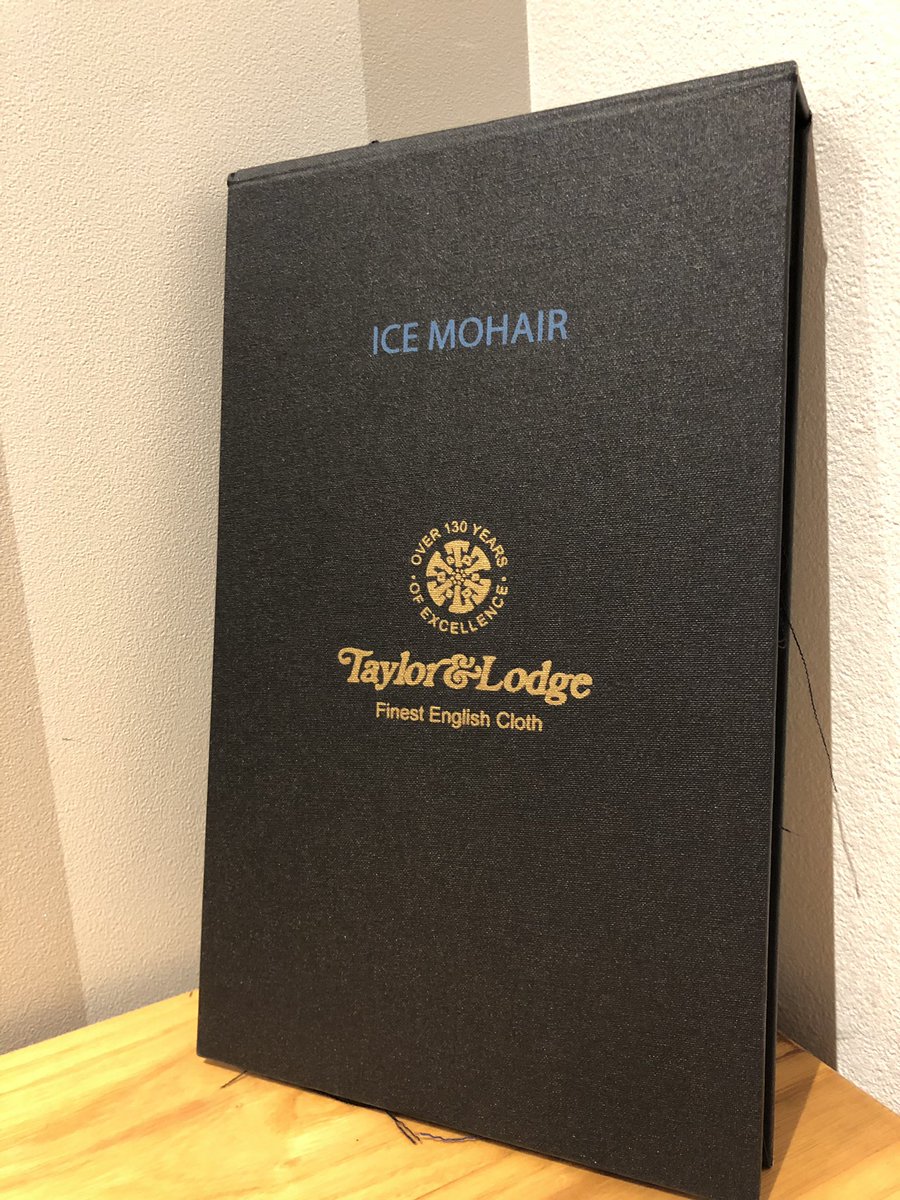 ICE MOHAIR
OVER 130 YEARS
• OF EXCELLENCE •
Taylor & Lodge
Finest English Cloth